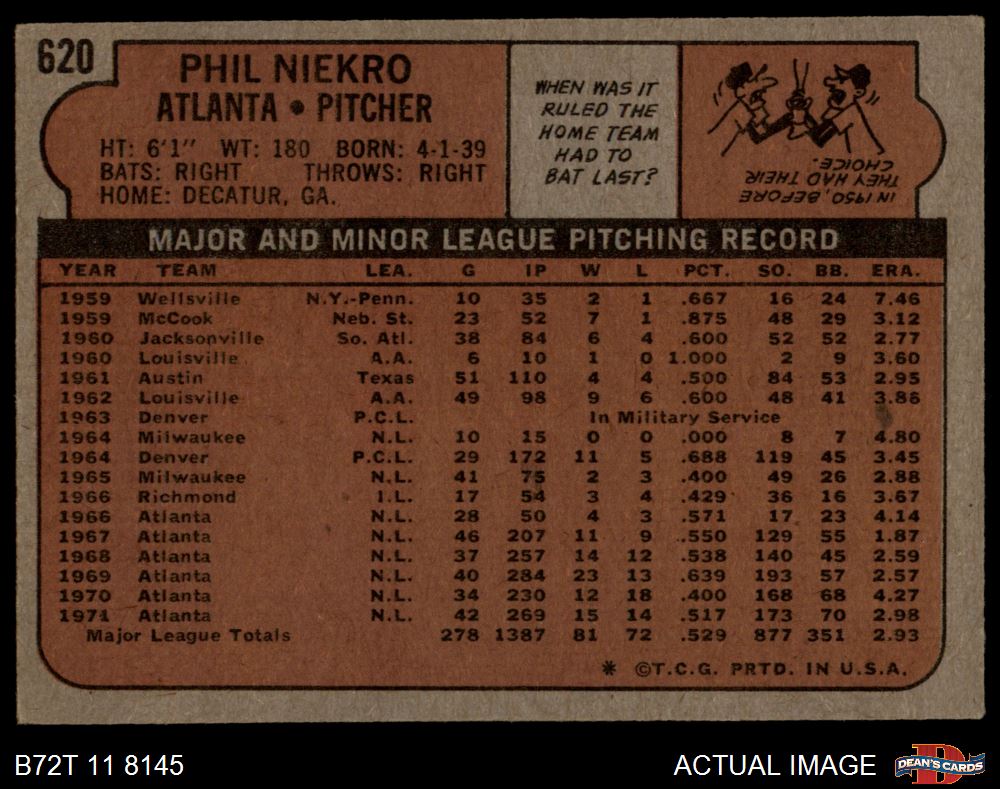 620
PHIL NIEKRO
ATLANTA • PITCHER
HT: 6'1" WT: 180 BORN: 4-1-39
BATS: RIGHT THROWS: RIGHT
HOME: DECATUR, GA.
WHEN WAS IT
RULED THE
HOME TEAM
HAD TO
BAT LAST?
IN 1950, BEFORE
THEY HAD THEIR
CHOICE.
MAJOR AND MINOR LEAGUE PITCHING RECORD
YEAR TEAM LEA. G IP W L PCT. SO. BB. ERA.
1959 Wellsville N.Y.-Penn. 10 35 2 1 .667 16 24 7.46
1959 McCook Neb. St. 23 52 7 1 .875 48 29 3.12
1960 Jacksonville So. Atl. 38 84 6 4 .600 52 52 2.77
1960 Louisville A.A. 6 10 1 0 1.000 2 9 3.60
1961 Austin Texas 51 110 4 4 .500 84 53 2.95
1962 Louisville A.A. 49 98 9 6 .600 48 41 3.86
1963 Denver P.C.L. In Military Service
1964 Milwaukee N.L. 10 15 0 0 .000 8 7 4.80
1964 Denver P.C.L. 29 172 11 5 .688 119 45 3.45
1965 Milwaukee N.L. 41 75 2 3 .400 49 26 2.88
1966 Richmond I.L. 17 54 3 4 .429 36 16 3.67
1966 Atlanta N.L. 28 50 4 3 .571 17 23 4.14
1967 Atlanta N.L. 46 207 11 9 .550 129 55 1.87
1968 Atlanta N.L. 37 257 14 12 .538 140 45 2.59
1969 Atlanta N.L. 40 284 23 13 .639 193 57 2.57
1970 Atlanta N.L. 34 230 12 18 .400 168 68 4.27
1971 Atlanta N.L. 42 269 15 14 .517 173 70 2.98
Major League Totals 278 1387 81 72 .529 877 351 2.93
* ©T.C.G. PRTD. IN U.S.A.
B72T 11 8145
ACTUAL IMAGE
D
DEAN'S CARDS